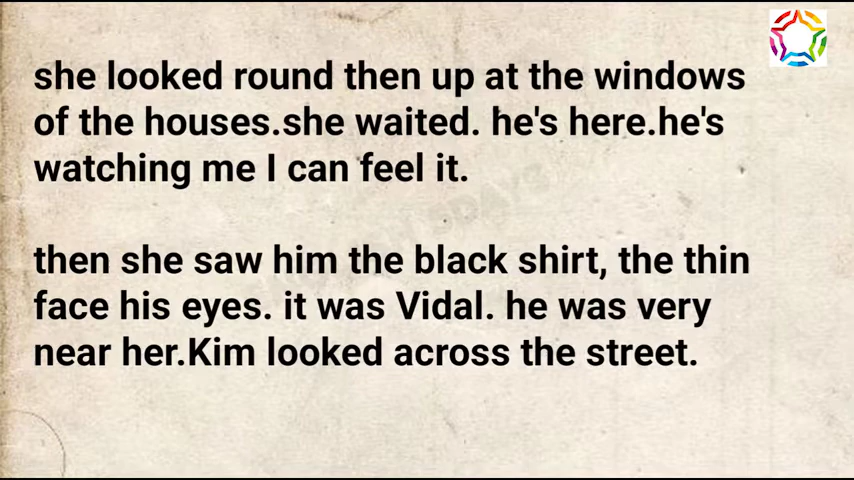 she looked round then up at the windows
of the houses.she waited. he's here.he's
watching me I can feel it.
then she saw him the black shirt, the thin
face his eyes. it was Vidal. he was very
near her.Kim looked across the street.